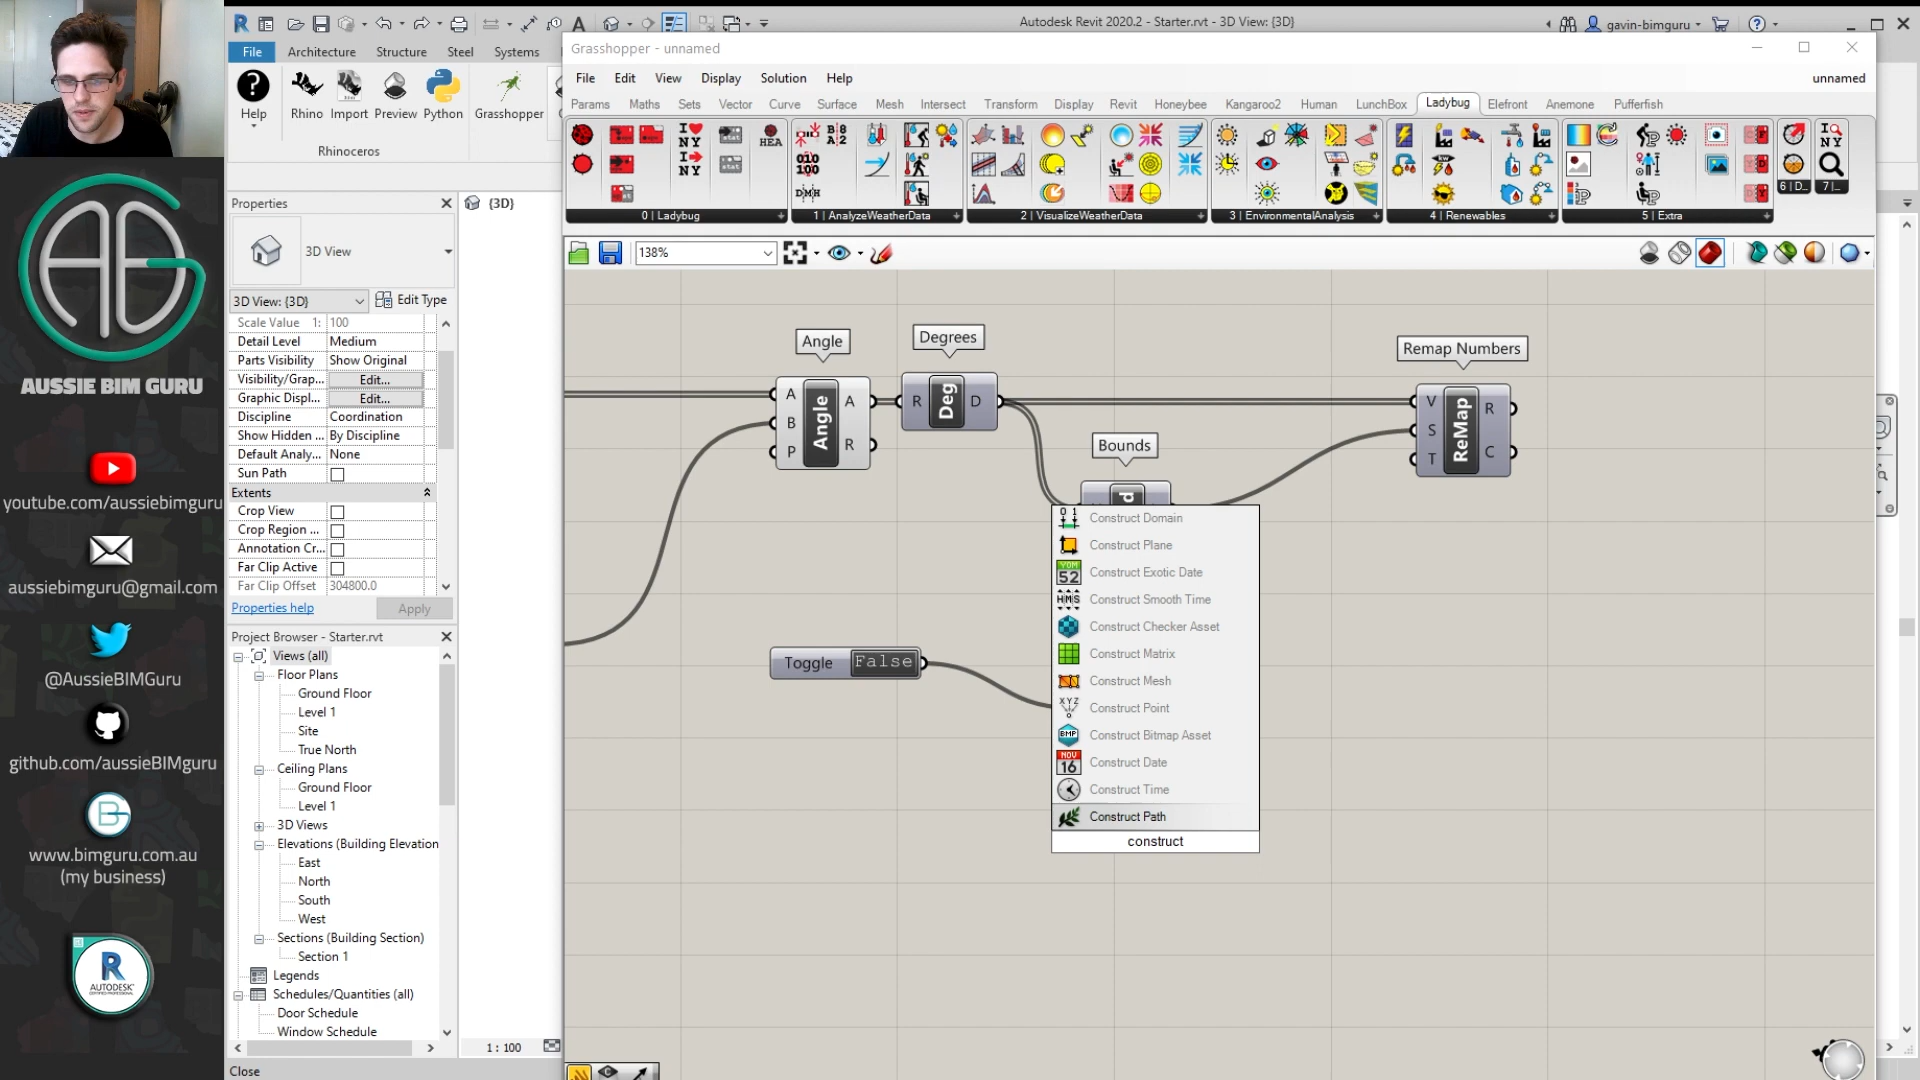 Autodesk Revit 2020.2 - Starter.rvt - 3D View: {3D}
gavin-bimguru
File
Architecture
Structure
Steel
Systems
Help
Rhino
Import
Preview
Python
Grasshopper
Rhinoceros
Grasshopper - unnamed
File
Edit
View
Display
Solution
Help
unnamed
Params
Maths
Sets
Vector
Curve
Surface
Mesh
Intersect
Transform
Display
Revit
Honeybee
Kangaroo2
Human
LunchBox
Ladybug
Elefront
Anemone
Pufferfish
0 | Ladybug
1 | AnalyzeWeatherData
2 | VisualizeWeatherData
3 | EnvironmentalAnalysis
4 | Renewables
5 | Extra
6 | D...
7 |...
138%
Angle
A
B
P
Angle
A
R
Degrees
R
Deg
D
Bounds
Remap Numbers
V
S
T
ReMap
R
C
Toggle
False
Construct Domain
Construct Plane
Construct Exotic Date
Construct Smooth Time
Construct Checker Asset
Construct Matrix
Construct Mesh
Construct Point
Construct Bitmap Asset
Construct Date
Construct Time
Construct Path
construct
Properties
{3D}
3D View
3D View: {3D}
Edit Type
Scale Value 1: 100
Detail Level Medium
Parts Visibility Show Original
Visibility/Grap... Edit...
Graphic Displ... Edit...
Discipline Coordination
Show Hidden ... By Discipline
Default Analy... None
Sun Path
Extents
Crop View
Crop Region ...
Annotation Cr...
Far Clip Active
Far Clip Offset 304800.0
Properties help
Apply
Project Browser - Starter.rvt
Views (all)
Floor Plans
Ground Floor
Level 1
Site
True North
Ceiling Plans
Ground Floor
Level 1
3D Views
Elevations (Building Elevation
East
North
South
West
Sections (Building Section)
Section 1
Legends
Schedules/Quantities (all)
Door Schedule
Window Schedule
1 : 100
Close
AUSSIE BIM GURU
youtube.com/aussiebimguru
aussiebimguru@gmail.com
@AussieBIMGuru
github.com/aussieBIMguru
www.bimguru.com.au
(my business)
R
AUTODESK
CERTIFIED PROFESSIONAL